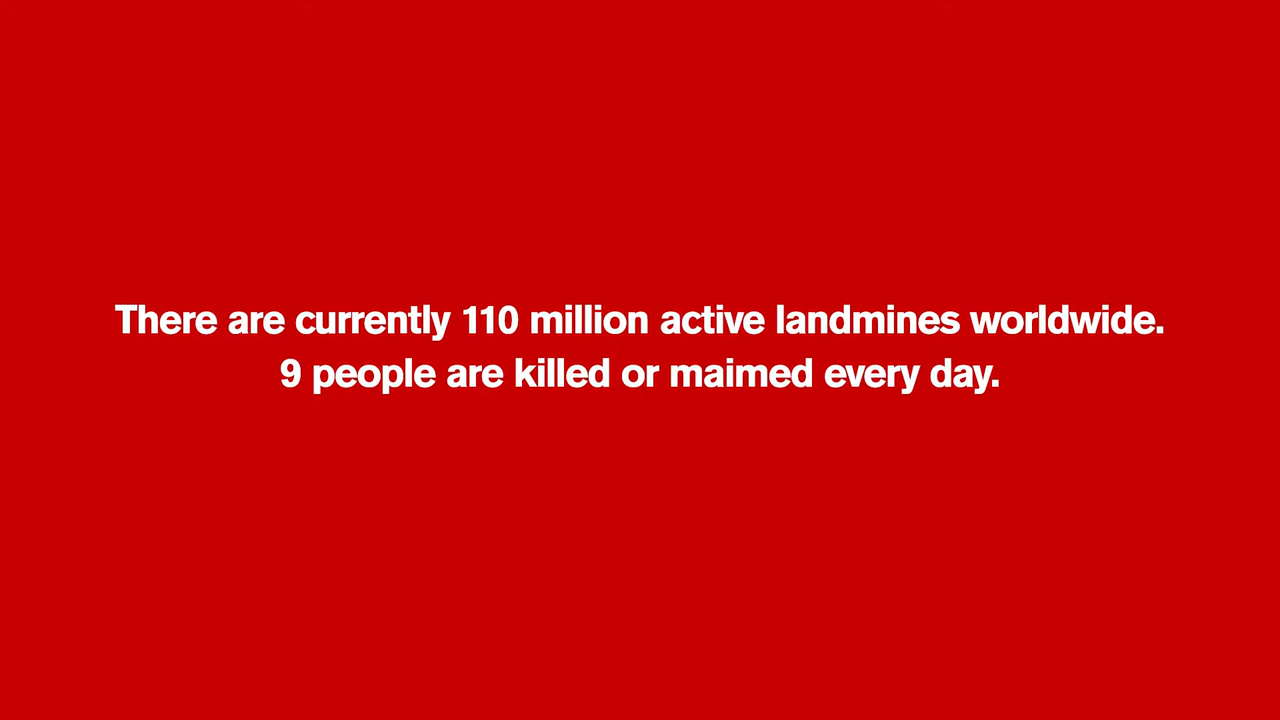 There are currently 110 million active landmines worldwide.
9 people are killed or maimed every day.